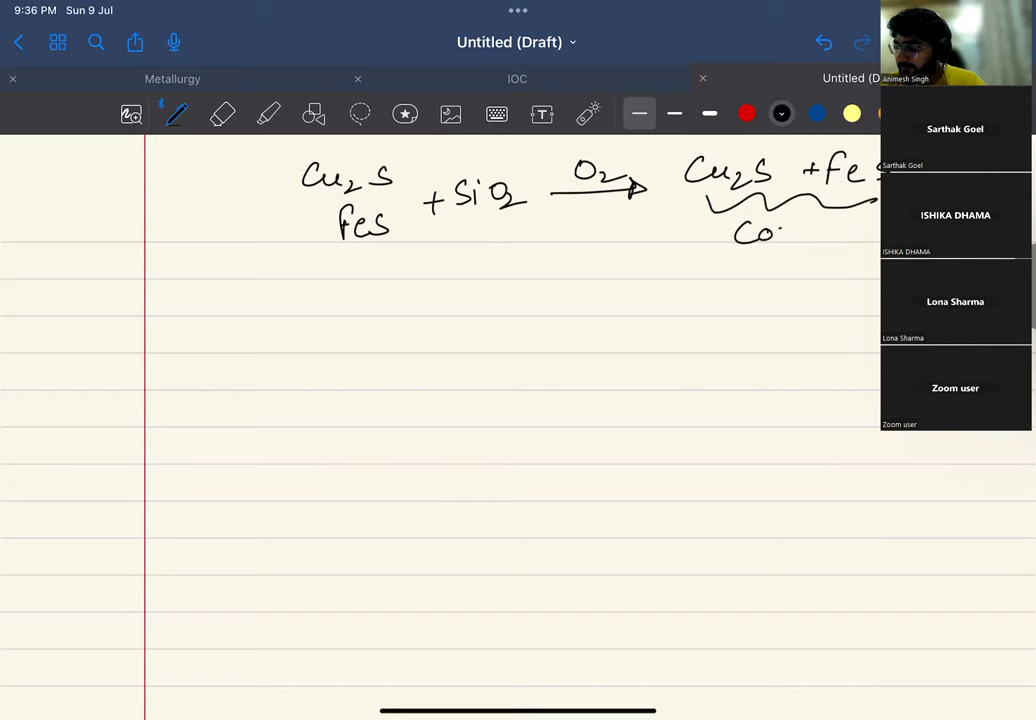 9:36 PM Sun 9 Jul
Untitled (Draft)
Metallurgy
IOC
Untitled (D
Animesh Singh
Sarthak Goel
Sarthak Goel
ISHIKA DHAMA
ISHIKA DHAMA
Lona Sharma
Lona Sharma
Zoom user
Zoom user
Cu₂S + SiO₂ O₂ Cu₂S + FeS
FeS
Co